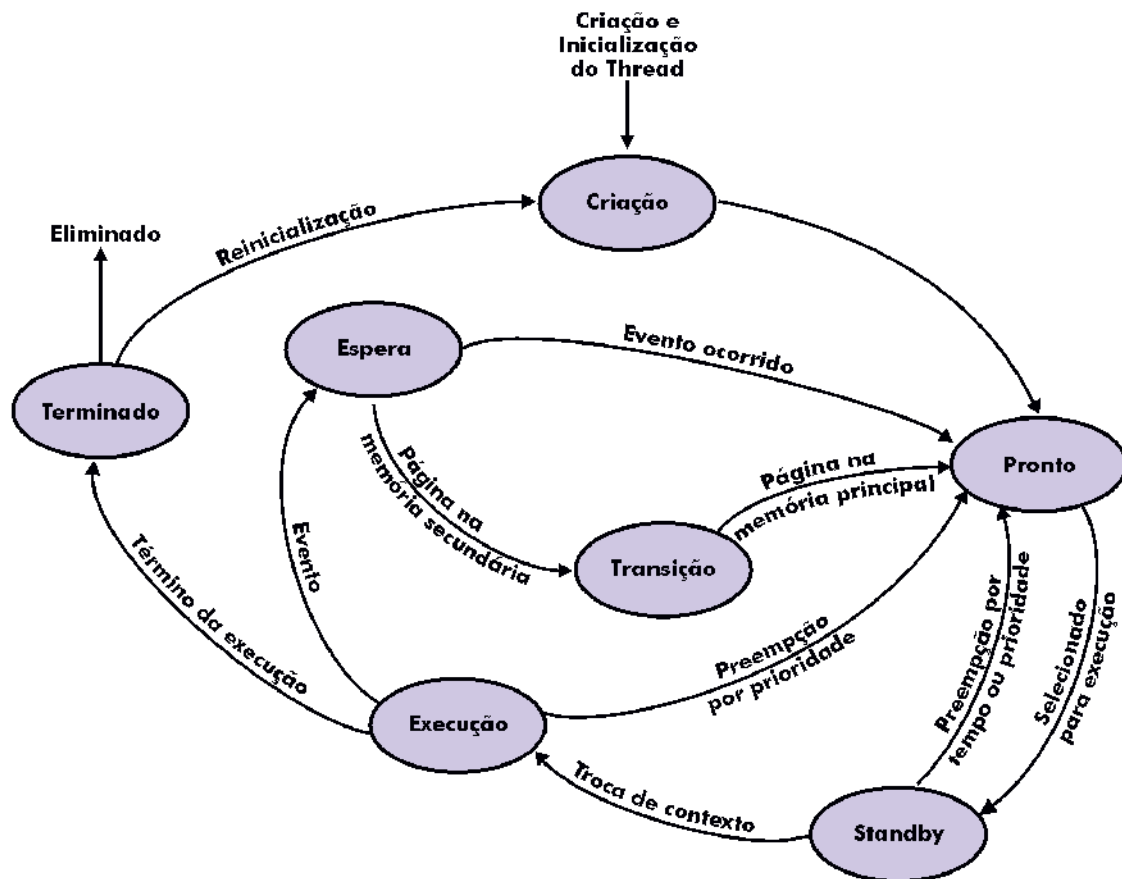 Criação e
Inicialização
do Thread
Criação
Reinicialização
Eliminado
Espera
Evento ocorrido
Terminado
Pronto
Página na
memória secundária
Página na
memória principal
Transição
Evento
Término da execução
Preempção
por prioridade
Preempção por
tempo ou prioridade
Selecionado
para execução
Execução
Troca de contexto
Standby